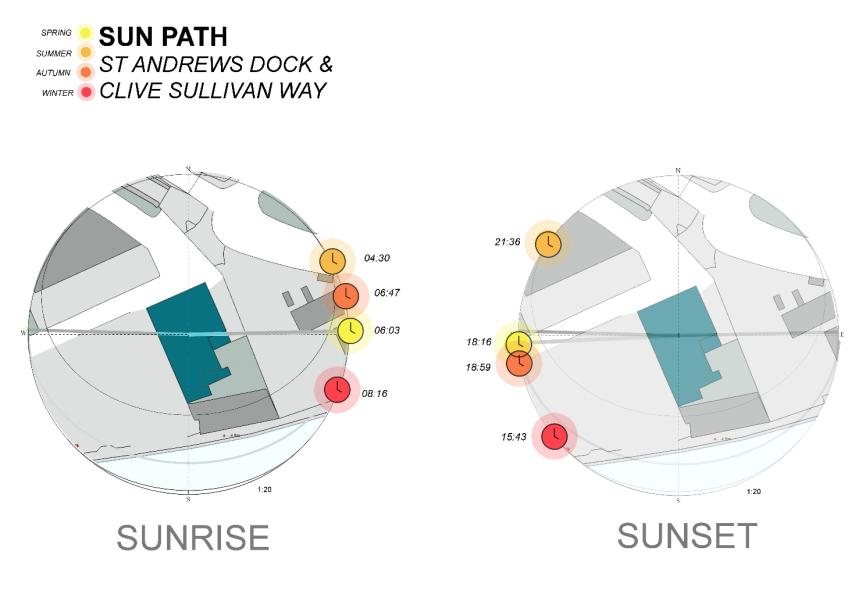 SPRING
SUMMER
AUTUMN
WINTER
SUN PATH
ST ANDREWS DOCK &
CLIVE SULLIVAN WAY
N
W
S
04:30
06:47
06:03
08:16
1:20
SUNRISE
N
E
S
21:36
18:16
18:59
15:43
1:20
SUNSET